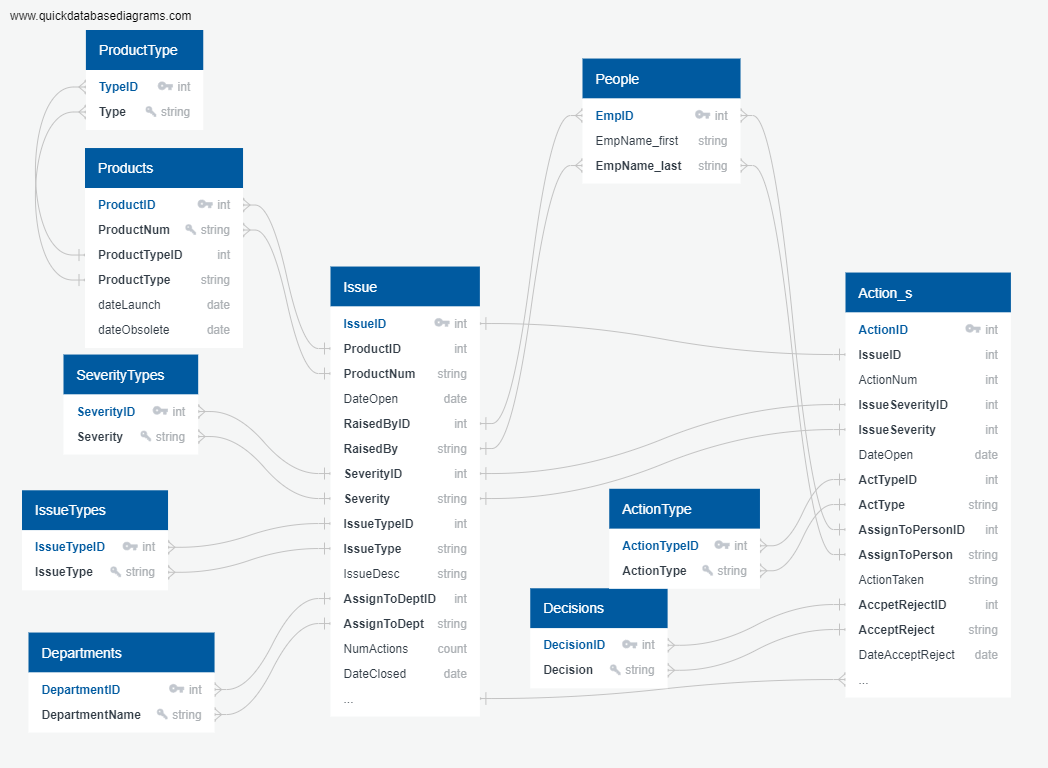 www.quickdatabasediagrams.com
ProductType
TypeID int
Type string
Products
ProductID int
ProductNum string
ProductTypeID int
ProductType string
dateLaunch date
dateObsolete date
SeverityTypes
SeverityID int
Severity string
IssueTypes
IssueTypeID int
IssueType string
Departments
DepartmentID int
DepartmentName string
Issue
IssueID int
ProductID int
ProductNum string
DateOpen date
RaisedByID int
RaisedBy string
SeverityID int
Severity string
IssueTypeID int
IssueType string
IssueDesc string
AssignToDeptID int
AssignToDept string
NumActions count
DateClosed date
...
People
EmpID int
EmpName_first string
EmpName_last string
ActionType
ActionTypeID int
ActionType string
Decisions
DecisionID int
Decision string
Action_s
ActionID int
IssueID int
ActionNum int
IssueSeverityID int
IssueSeverity int
DateOpen date
ActTypeID int
ActType string
AssignToPersonID int
AssignToPerson string
ActionTaken string
AccpetRejectID int
AcceptReject string
DateAcceptReject date
...